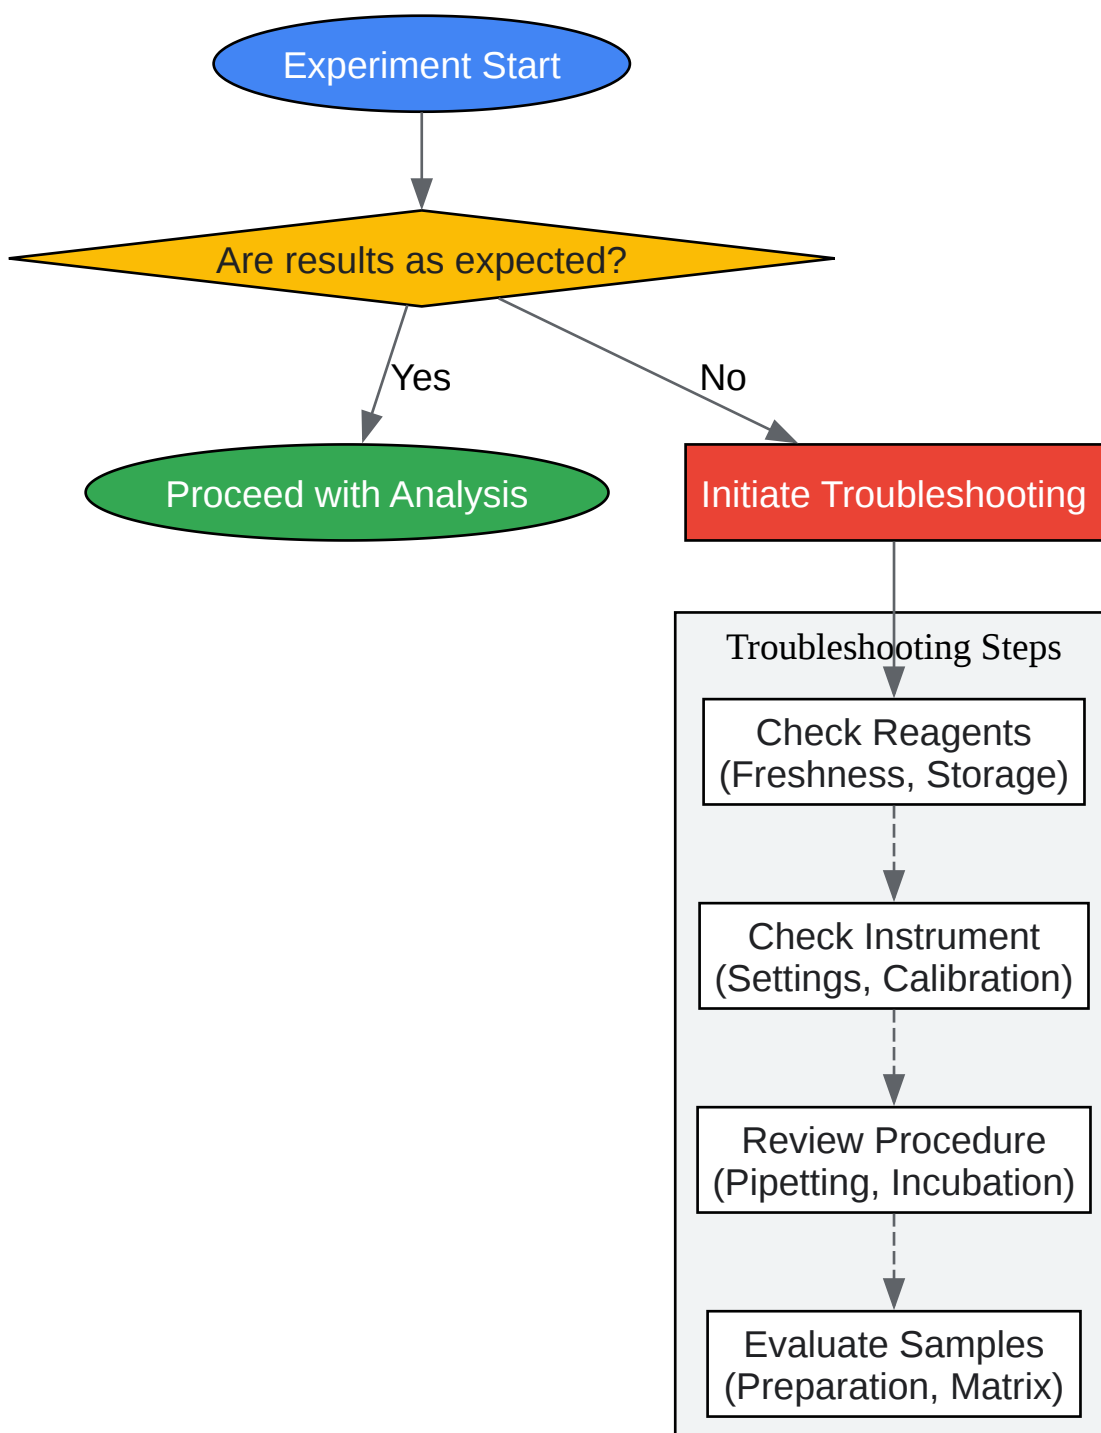 Experiment Start
Are results as expected?
Yes
No
Proceed with Analysis
Initiate Troubleshooting
Troubleshooting Steps
Check Reagents
(Freshness, Storage)
Check Instrument
(Settings, Calibration)
Review Procedure
(Pipetting, Incubation)
Evaluate Samples
(Preparation, Matrix)